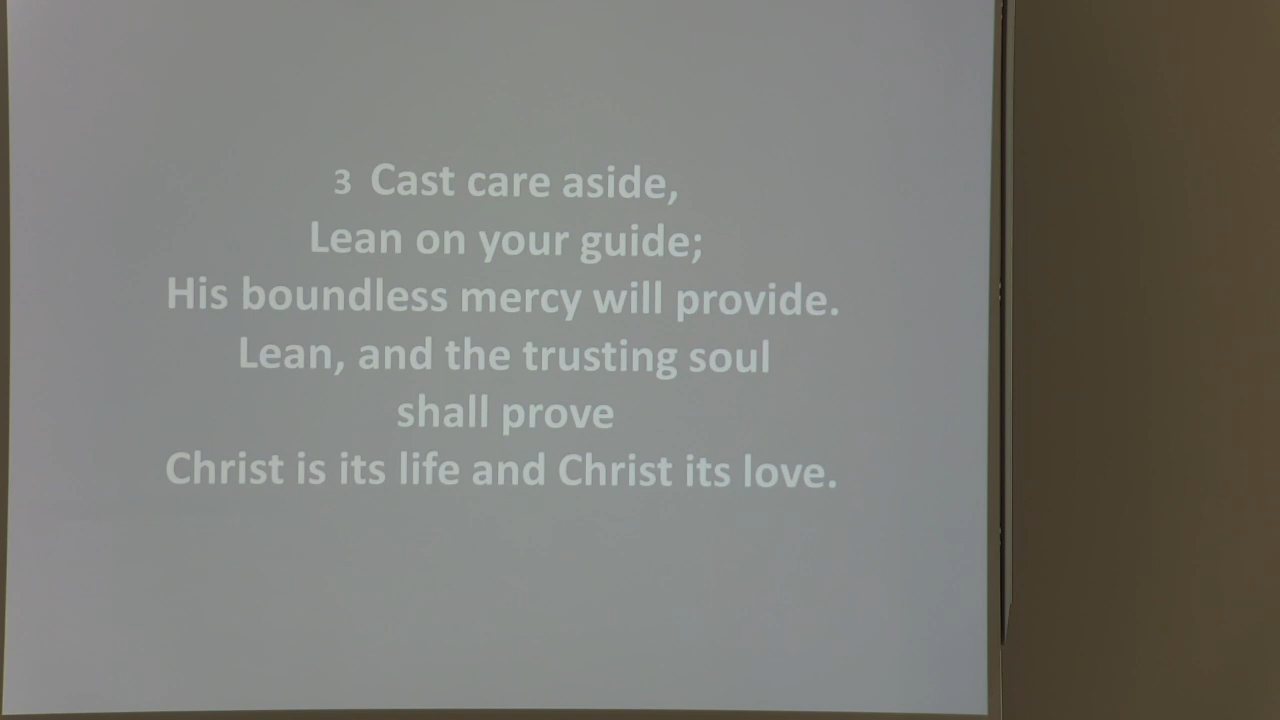 3 Cast care aside,
Lean on your guide;
His boundless mercy will provide.
Lean, and the trusting soul
shall prove
Christ is its life and Christ its love.